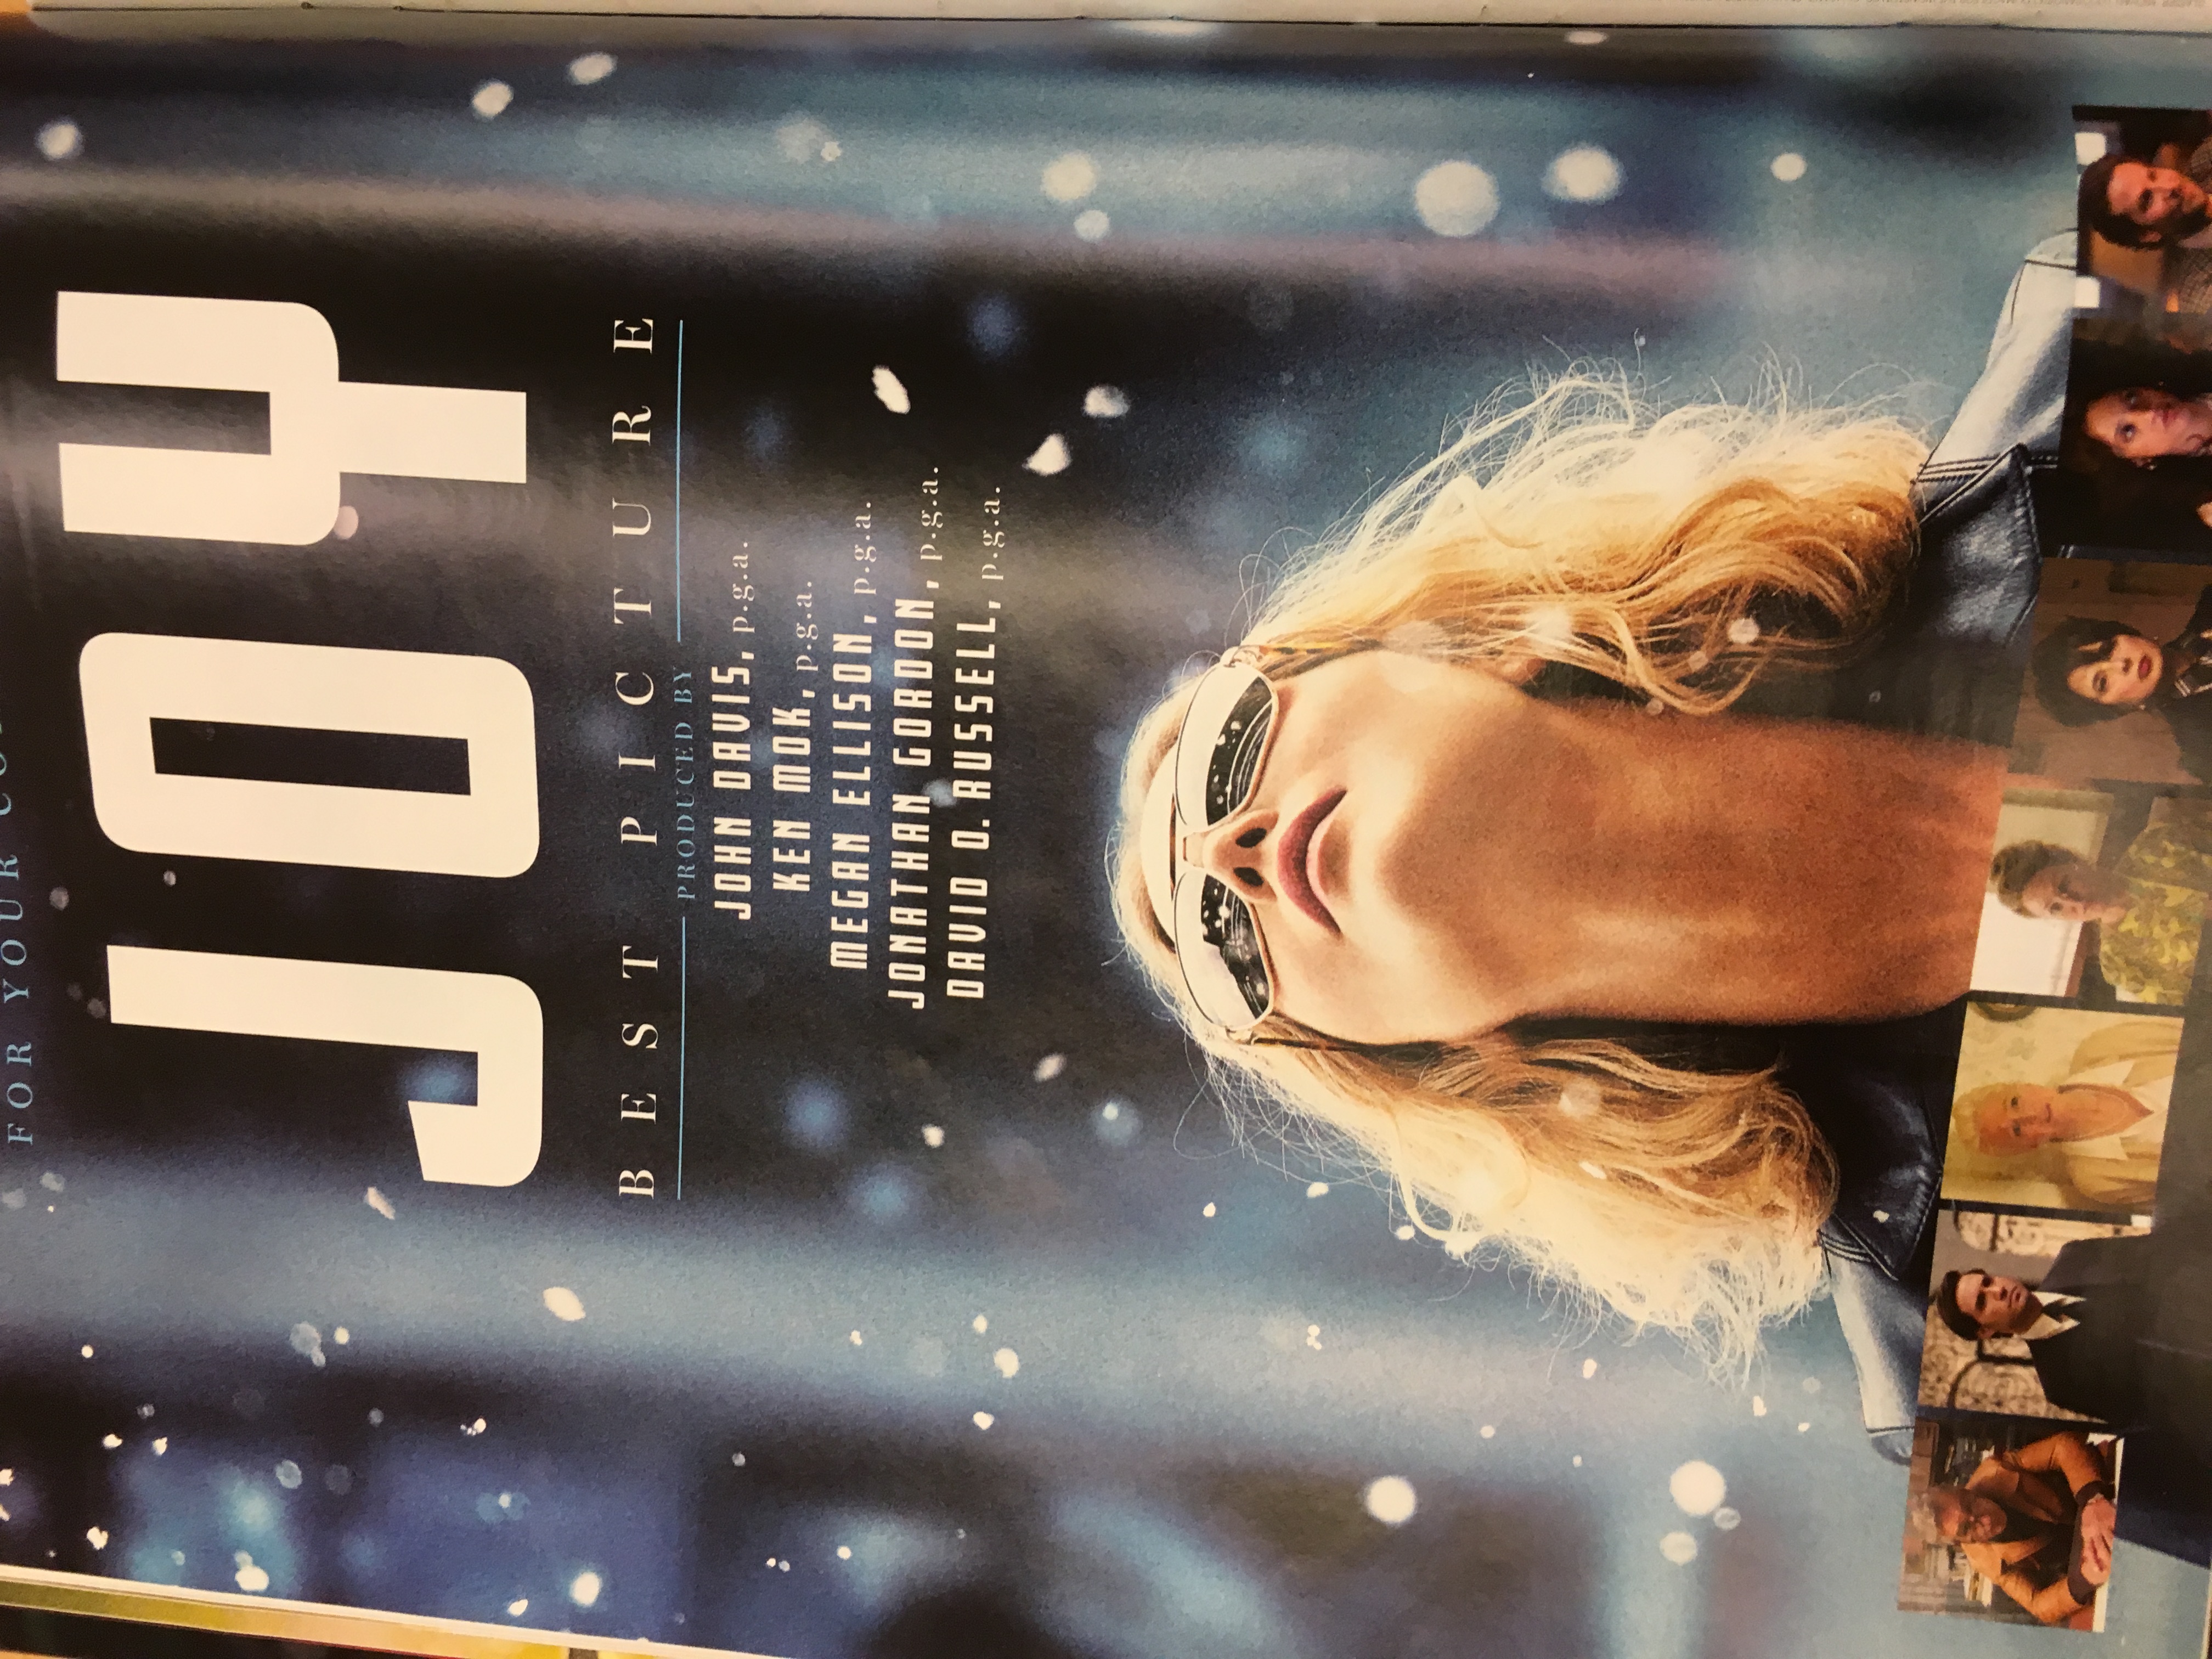 FOR YOUR
JOY
BEST PICTURE
PRODUCED BY
JOHN DAVIS, p.g.a.
KEN MOK, p.g.a.
MEGAN ELLISON, p.g.a.
JONATHAN GORDON, p.g.a.
DAVID O. RUSSELL, p.g.a.